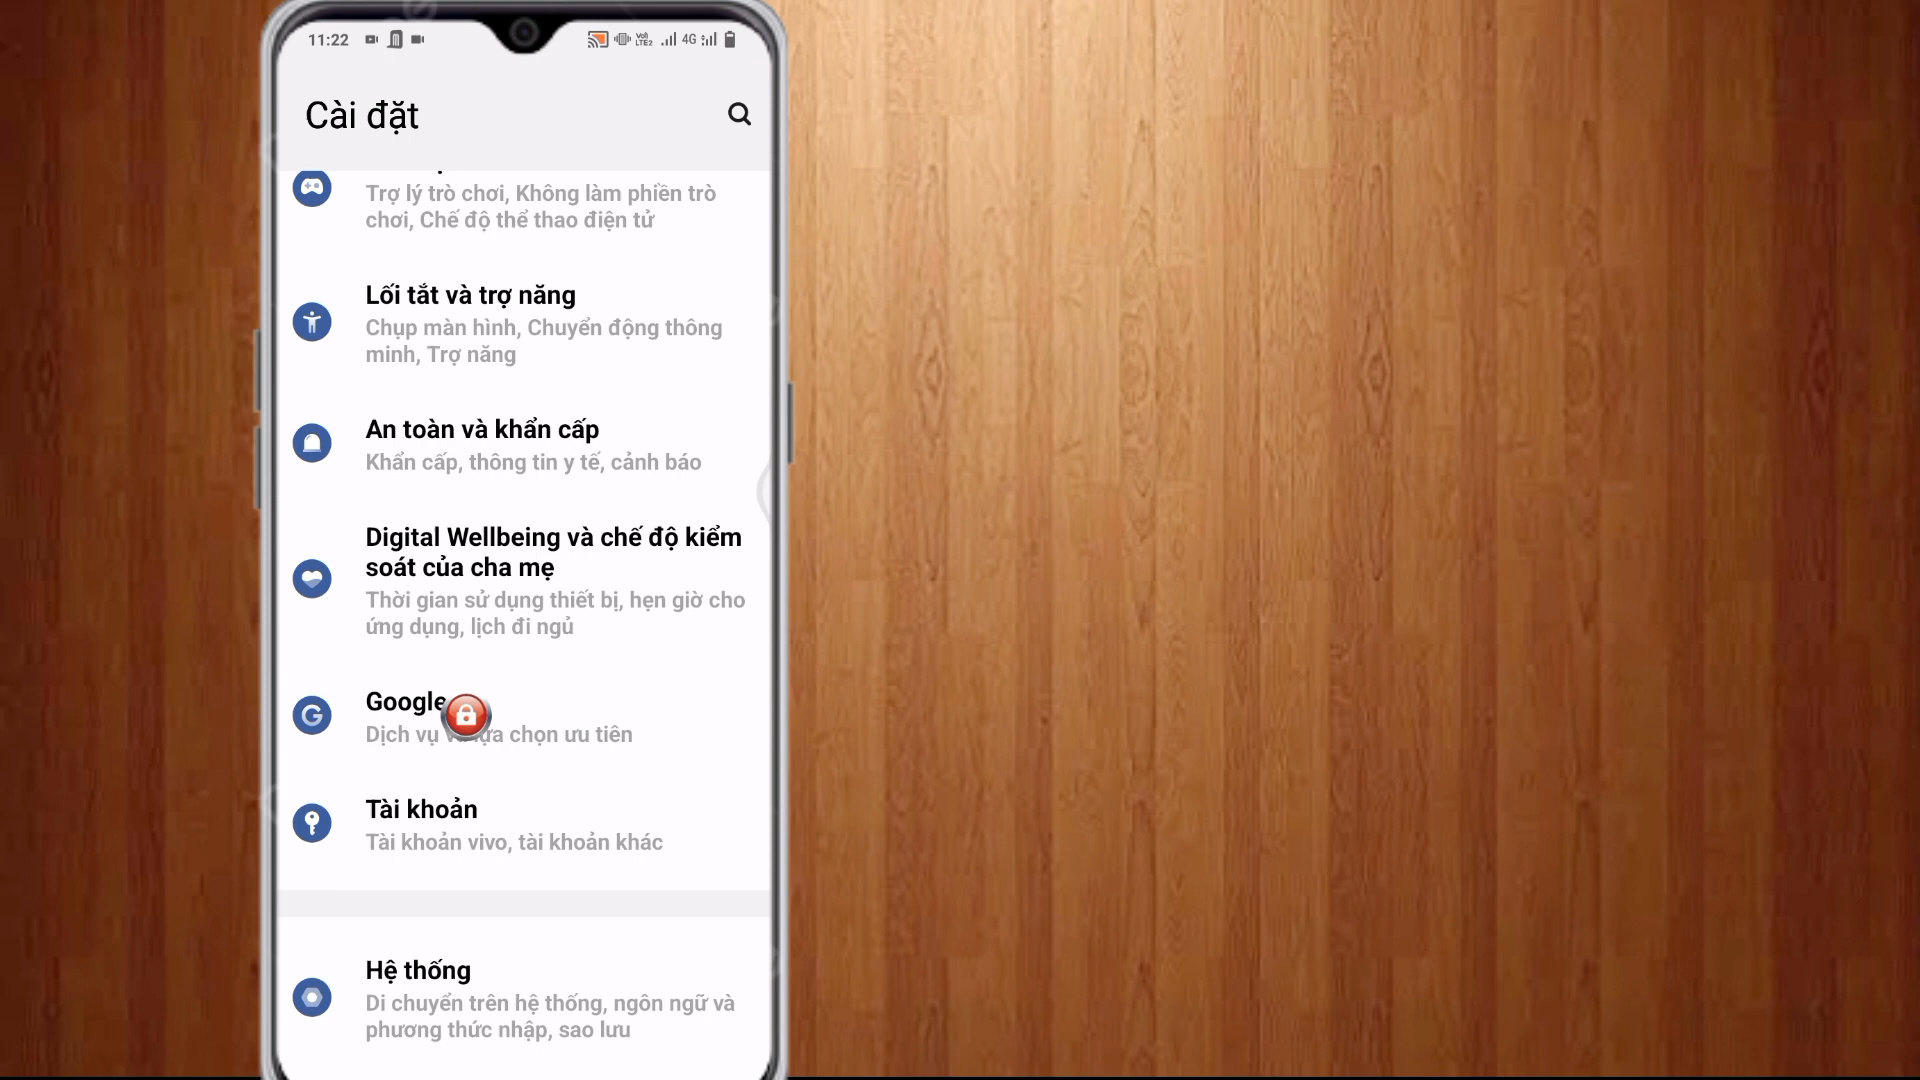 11:22
4G
Cài đặt
Trợ lý trò chơi, Không làm phiền trò
chơi, Chế độ thể thao điện tử
Lối tắt và trợ năng
Chụp màn hình, Chuyển động thông
minh, Trợ năng
An toàn và khẩn cấp
Khẩn cấp, thông tin y tế, cảnh báo
Digital Wellbeing và chế độ kiểm
soát của cha mẹ
Thời gian sử dụng thiết bị, hẹn giờ cho
ứng dụng, lịch đi ngủ
Google
Dịch vụ và lựa chọn ưu tiên
Tài khoản
Tài khoản vivo, tài khoản khác
Hệ thống
Di chuyển trên hệ thống, ngôn ngữ và
phương thức nhập, sao lưu